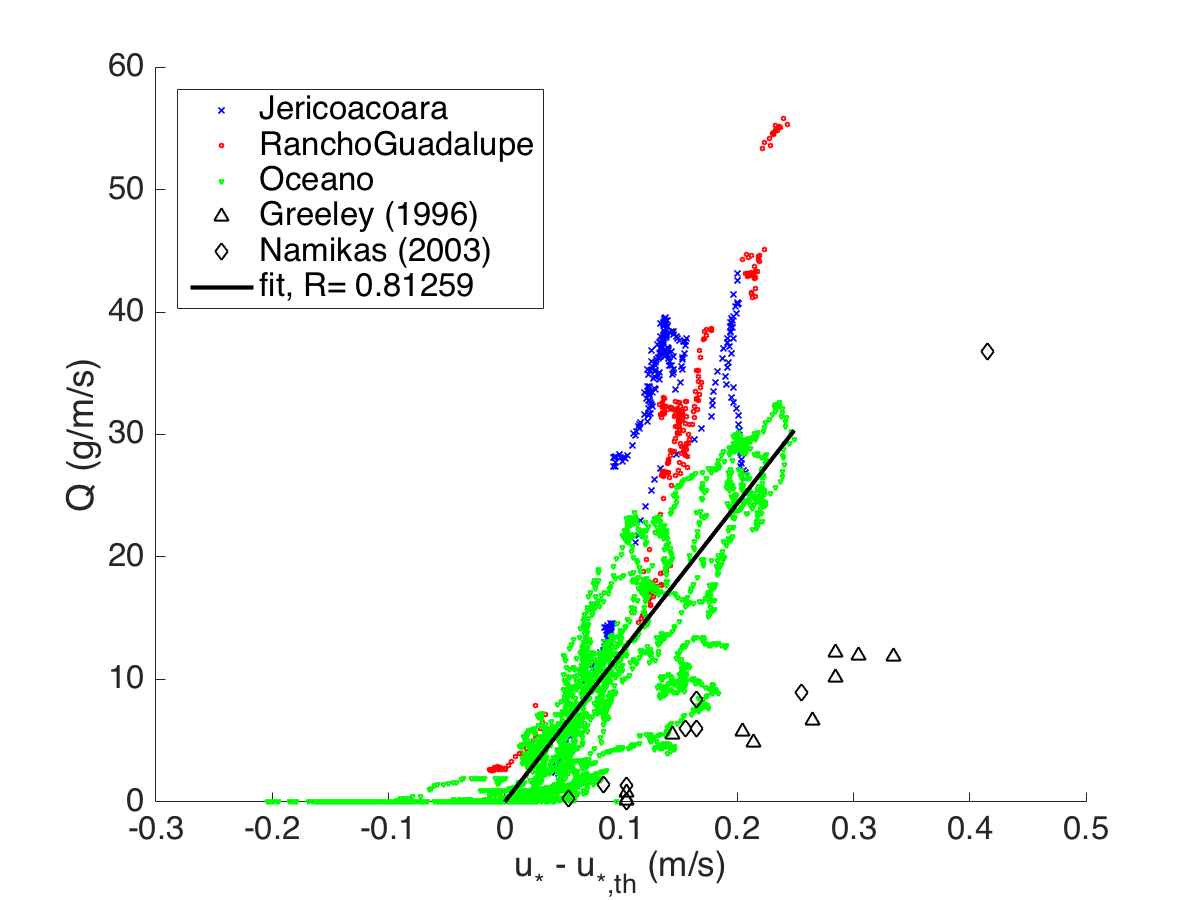 60
50
40
30
20
10
0
Q (g/m/s)
Jericoacoara
RanchoGuadalupe
Oceano
Greeley (1996)
Namikas (2003)
fit, R= 0.81259
-0.3 -0.2 -0.1 0 0.1 0.2 0.3 0.4 0.5
u* - u*,th (m/s)